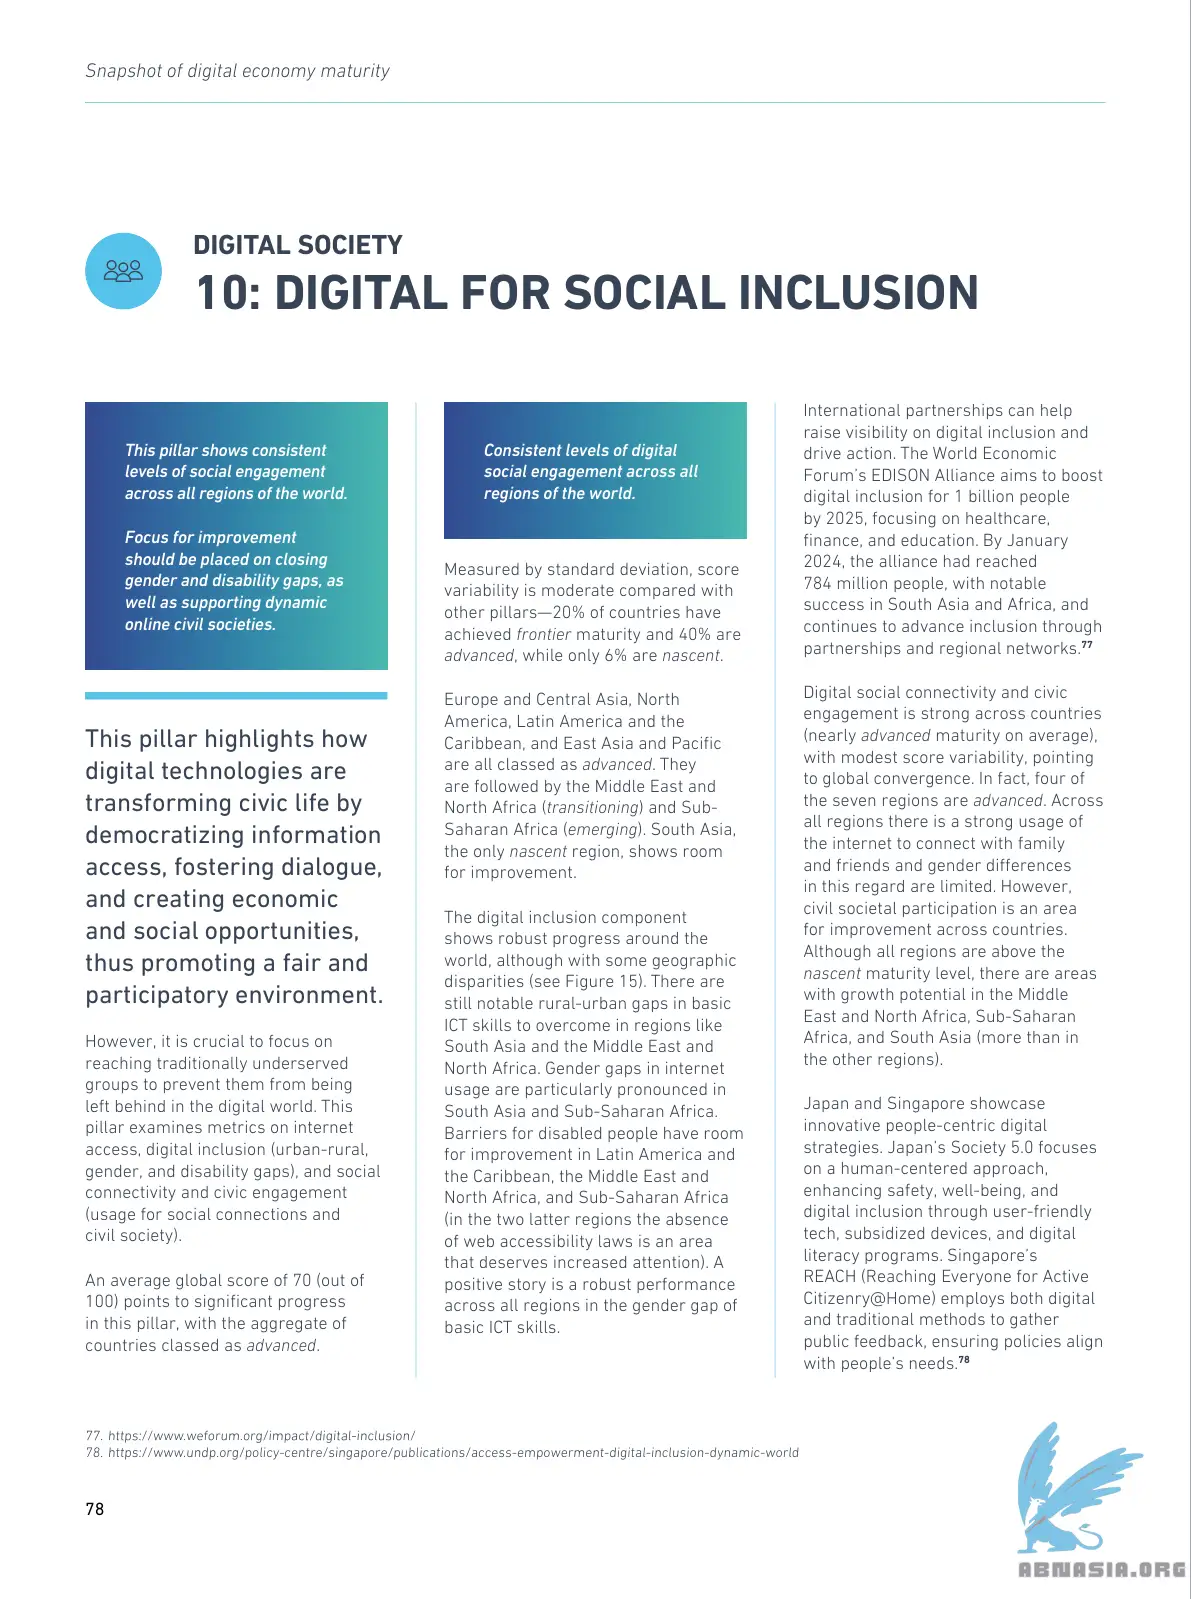 Snapshot of digital economy maturity
DIGITAL SOCIETY
10: DIGITAL FOR SOCIAL INCLUSION
This pillar shows consistent
levels of social engagement
across all regions of the world.
Focus for improvement
should be placed on closing
gender and disability gaps, as
well as supporting dynamic
online civil societies.
This pillar highlights how
digital technologies are
transforming civic life by
democratizing information
access, fostering dialogue,
and creating economic
and social opportunities,
thus promoting a fair and
participatory environment.
However, it is crucial to focus on
reaching traditionally underserved
groups to prevent them from being
left behind in the digital world. This
pillar examines metrics on internet
access, digital inclusion (urban-rural,
gender, and disability gaps), and social
connectivity and civic engagement
(usage for social connections and
civil society).
An average global score of 70 (out of
100) points to significant progress
in this pillar, with the aggregate of
countries classed as advanced.
Consistent levels of digital
social engagement across all
regions of the world.
Measured by standard deviation, score
variability is moderate compared with
other pillars—20% of countries have
achieved frontier maturity and 40% are
advanced, while only 6% are nascent.
Europe and Central Asia, North
America, Latin America and the
Caribbean, and East Asia and Pacific
are all classed as advanced. They
are followed by the Middle East and
North Africa (transitioning) and Sub-
Saharan Africa (emerging). South Asia,
the only nascent region, shows room
for improvement.
The digital inclusion component
shows robust progress around the
world, although with some geographic
disparities (see Figure 15). There are
still notable rural-urban gaps in basic
ICT skills to overcome in regions like
South Asia and the Middle East and
North Africa. Gender gaps in internet
usage are particularly pronounced in
South Asia and Sub-Saharan Africa.
Barriers for disabled people have room
for improvement in Latin America and
the Caribbean, the Middle East and
North Africa, and Sub-Saharan Africa
(in the two latter regions the absence
of web accessibility laws is an area
that deserves increased attention). A
positive story is a robust performance
across all regions in the gender gap of
basic ICT skills.
International partnerships can help
raise visibility on digital inclusion and
drive action. The World Economic
Forum's EDISON Alliance aims to boost
digital inclusion for 1 billion people
by 2025, focusing on healthcare,
finance, and education. By January
2024, the alliance had reached
784 million people, with notable
success in South Asia and Africa, and
continues to advance inclusion through
partnerships and regional networks.77
Digital social connectivity and civic
engagement is strong across countries
(nearly advanced maturity on average),
with modest score variability, pointing
to global convergence. In fact, four of
the seven regions are advanced. Across
all regions there is a strong usage of
the internet to connect with family
and friends and gender differences
in this regard are limited. However,
civil societal participation is an area
for improvement across countries.
Although all regions are above the
nascent maturity level, there are areas
with growth potential in the Middle
East and North Africa, Sub-Saharan
Africa, and South Asia (more than in
the other regions).
Japan and Singapore showcase
innovative people-centric digital
strategies. Japan's Society 5.0 focuses
on a human-centered approach,
enhancing safety, well-being, and
digital inclusion through user-friendly
tech, subsidized devices, and digital
literacy programs. Singapore's
REACH (Reaching Everyone for Active
Citizenry@Home) employs both digital
and traditional methods to gather
public feedback, ensuring policies align
with people's needs.78
77. https://www.weforum.org/impact/digital-inclusion/
78. https://www.undp.org/policy-centre/singapore/publications/access-empowerment-digital-inclusion-dynamic-world
78
ABNASIA.ORG